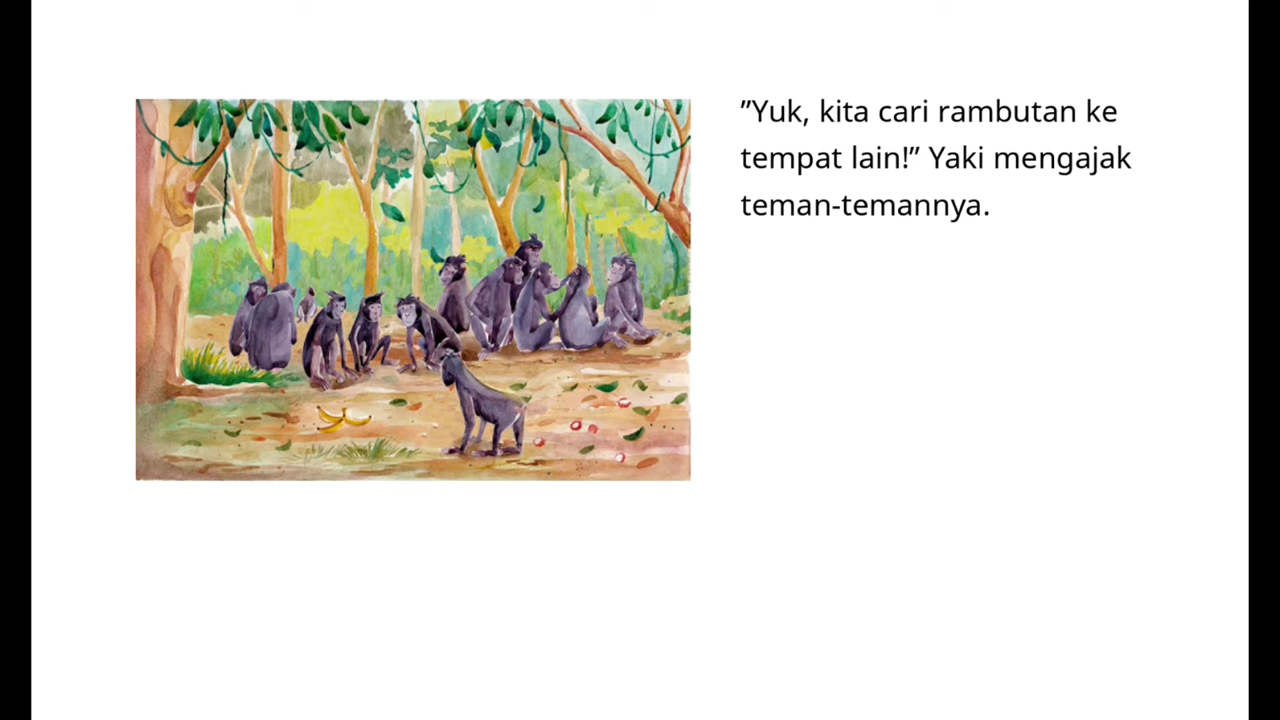 ”Yuk, kita cari rambutan ke
tempat lain!” Yaki mengajak
teman-temannya.